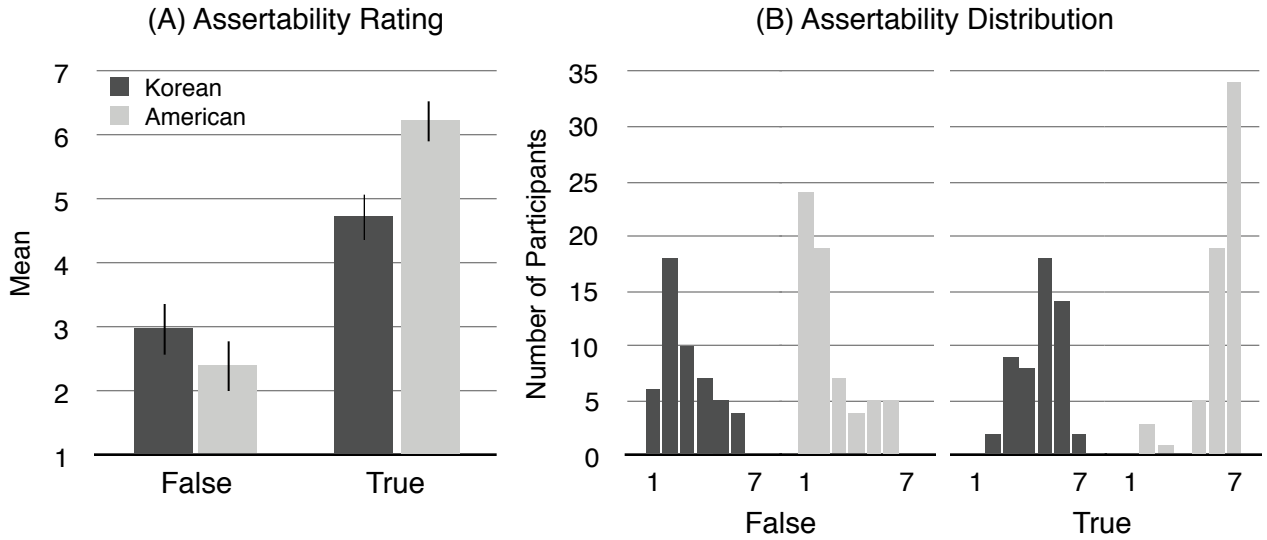 (A) Assertability Rating
Mean
7
6
5
4
3
2
1
Korean
American
False
True
(B) Assertability Distribution
Number of Participants
35
30
25
20
15
10
5
0
1 7 1 7 1 7 1 7
False True